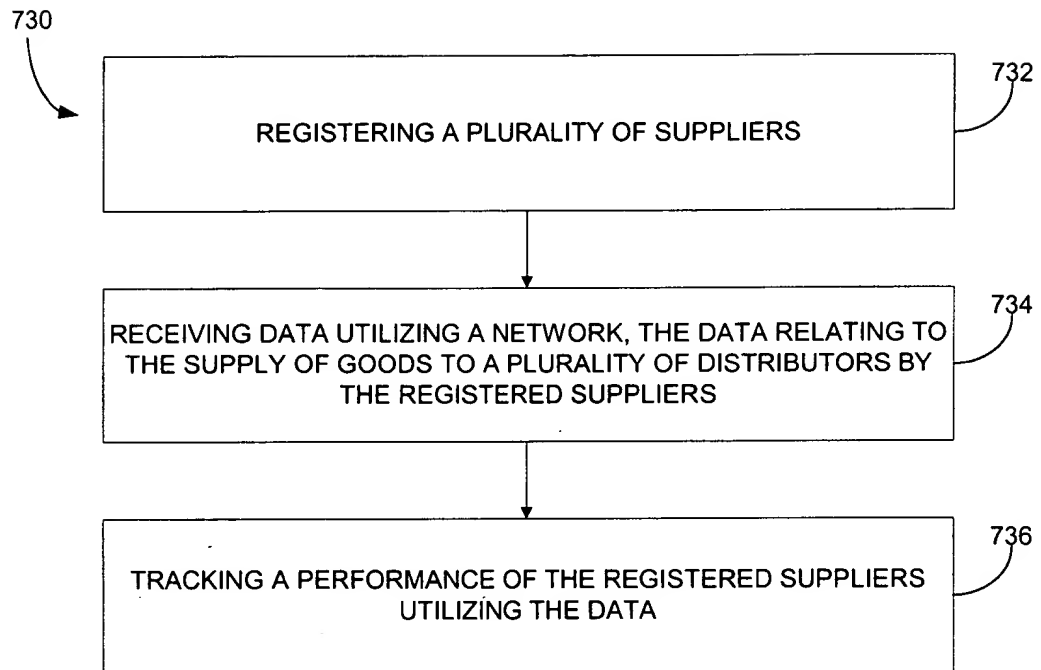 730
732
REGISTERING A PLURALITY OF SUPPLIERS
734
RECEIVING DATA UTILIZING A NETWORK, THE DATA RELATING TO
THE SUPPLY OF GOODS TO A PLURALITY OF DISTRIBUTORS BY
THE REGISTERED SUPPLIERS
736
TRACKING A PERFORMANCE OF THE REGISTERED SUPPLIERS
UTILIZING THE DATA